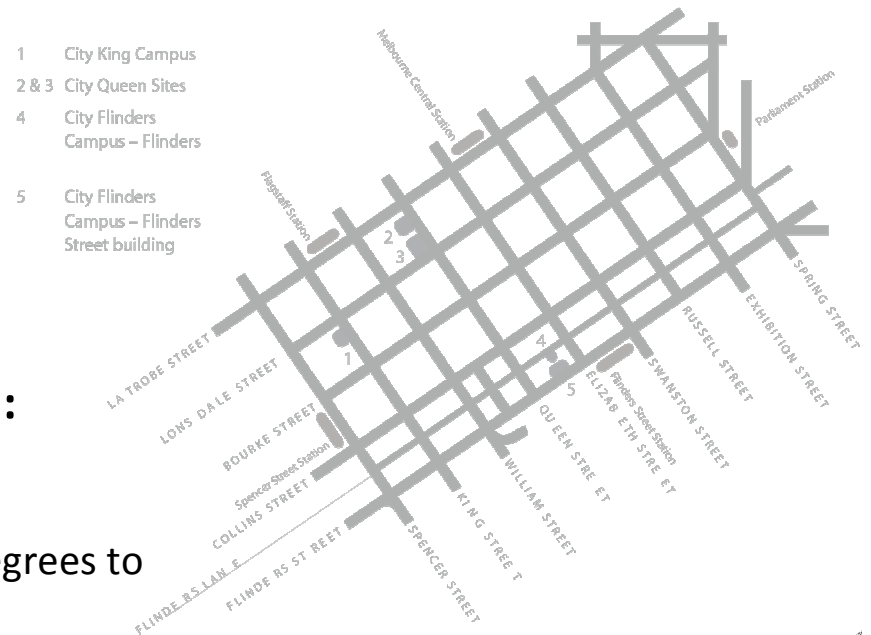 1 City King Campus
2 & 3 City Queen Sites
4 City Flinders
Campus – Flinders
5 City Flinders
Campus – Flinders
Street building
Melbourne Central Station
Parliament Station
Flagstaff Station
2
3
1
4
5
LA TROBE STREET
LONS DALE STREET
BOURKE STREET
Spencer Street Station
COLLINS STREET
FLINDE RS LAN E
FLINDE RS ST REET
SPENCER STREET
KING STREE T
WILLIAM STREET
QU EEN STRE ET
ELIZAB ETH STRE ET
Flinders Street Station
SWANSTON STREET
RUSSELL STREET
EXHIBITION STREET
SPRING STREET
:
egrees to